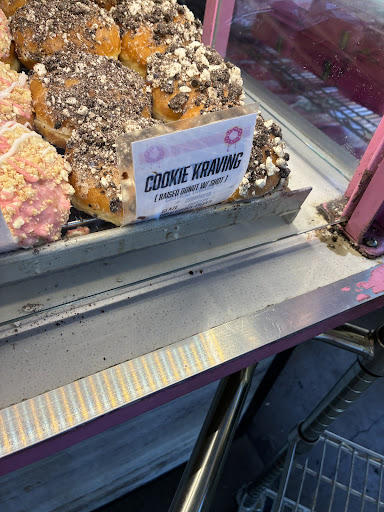 COOKIE KRAVING
[ RAISED DONUT W/ SHOT ]